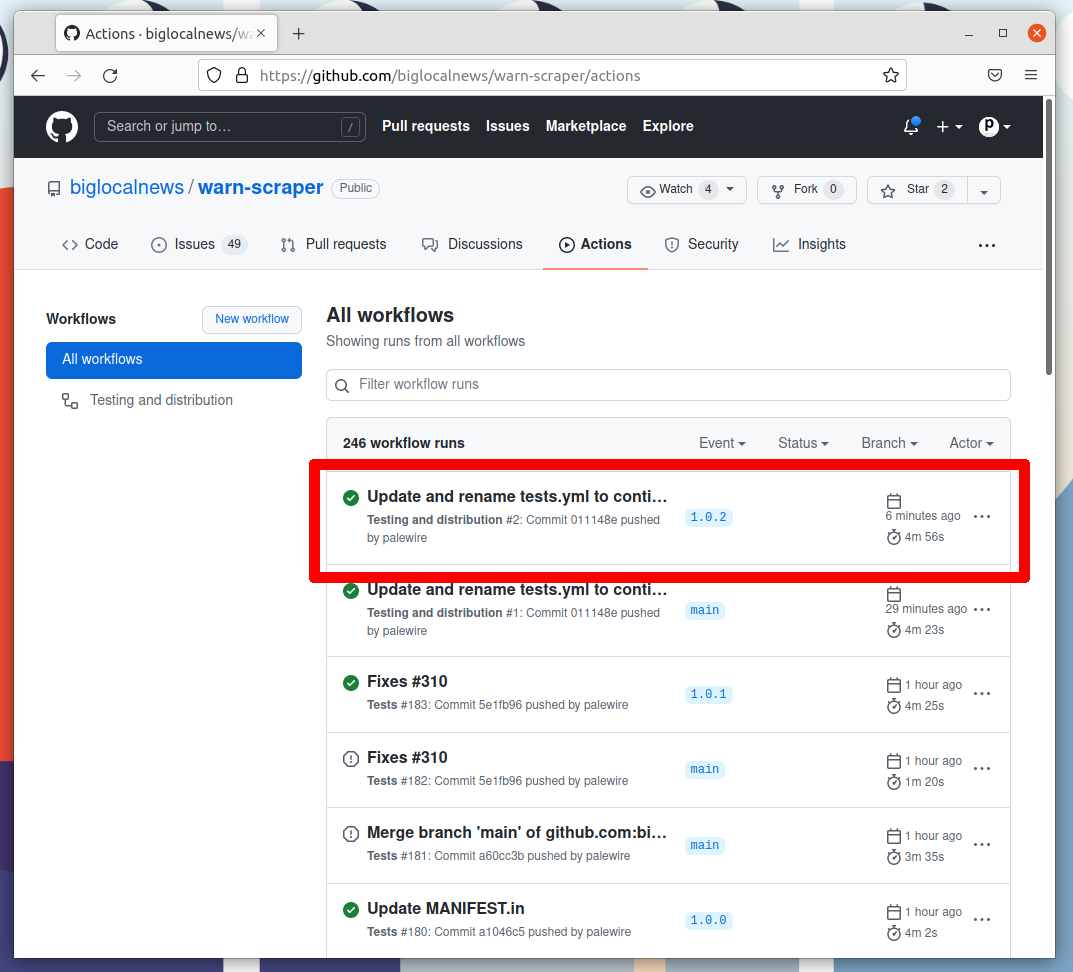 Actions · biglocalnews/wa
https://github.com/biglocalnews/warn-scraper/actions
Search or jump to…
/
Pull requests Issues Marketplace Explore
p
biglocalnews / warn-scraper Public
Watch 4
Fork 0
Star 2
Code
Issues 49
Pull requests
Discussions
Actions
Security
Insights
Workflows
New workflow
All workflows
Testing and distribution
All workflows
Showing runs from all workflows
Filter workflow runs
246 workflow runs
Event Status Branch Actor
Update and rename tests.yml to conti…
Testing and distribution #2: Commit 011148e pushed
by palewire
1.0.2
6 minutes ago
4m 56s
Update and rename tests.yml to conti…
Testing and distribution #1: Commit 011148e pushed
by palewire
main
29 minutes ago
4m 23s
Fixes #310
Tests #183: Commit 5e1fb96 pushed by palewire
1.0.1
1 hour ago
4m 25s
Fixes #310
Tests #182: Commit 5e1fb96 pushed by palewire
main
1 hour ago
1m 20s
Merge branch 'main' of github.com:bi…
Tests #181: Commit a60cc3b pushed by palewire
main
1 hour ago
3m 35s
Update MANIFEST.in
Tests #180: Commit a1046c5 pushed by palewire
1.0.0
1 hour ago
4m 2s